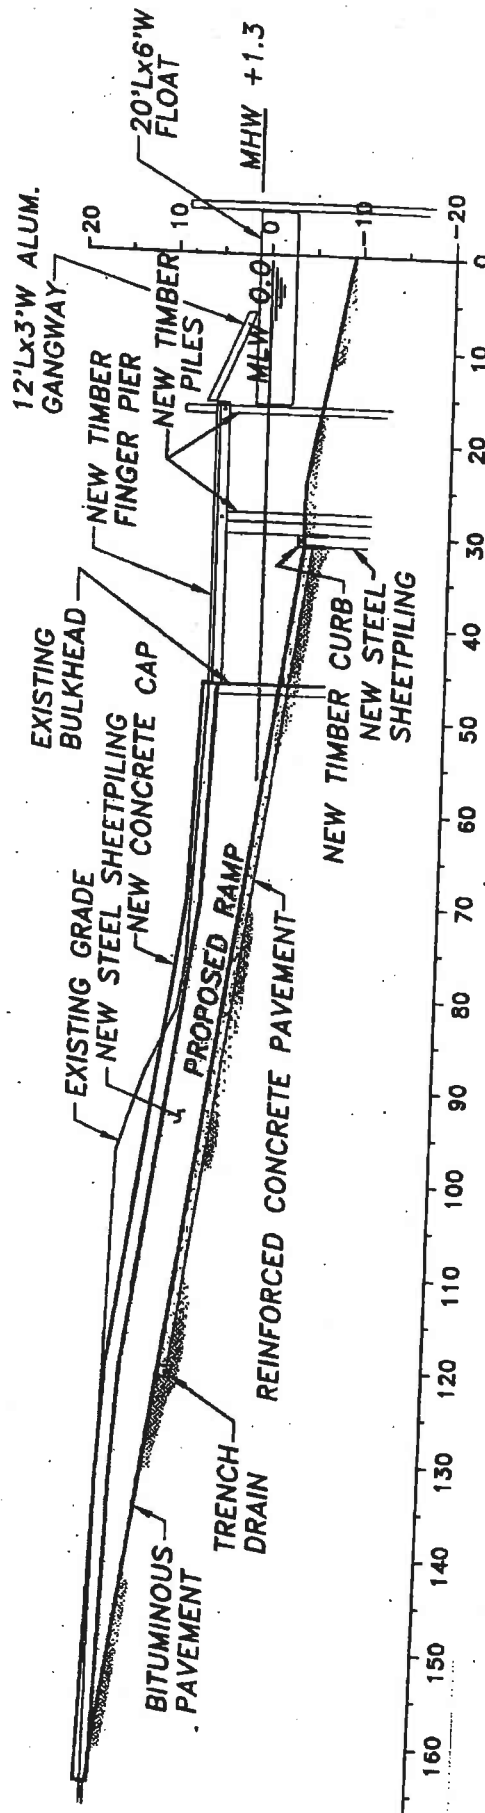 12'Lx3'W ALUM.
GANGWAY
20'Lx6'W
FLOAT
MHW +1.3
MLW 0.0
NEW TIMBER
FINGER PIER
NEW TIMBER
PILES
EXISTING
BULKHEAD
EXISTING GRADE
NEW STEEL SHEETPILING
NEW CONCRETE CAP
PROPOSED RAMP
NEW TIMBER CURB
NEW STEEL
SHEETPILING
REINFORCED CONCRETE PAVEMENT
TRENCH
DRAIN
BITUMINOUS
PAVEMENT
20
10
0
-10
-20
160
150
140
130
120
110
100
90
80
70
60
50
40
30
20
10
0